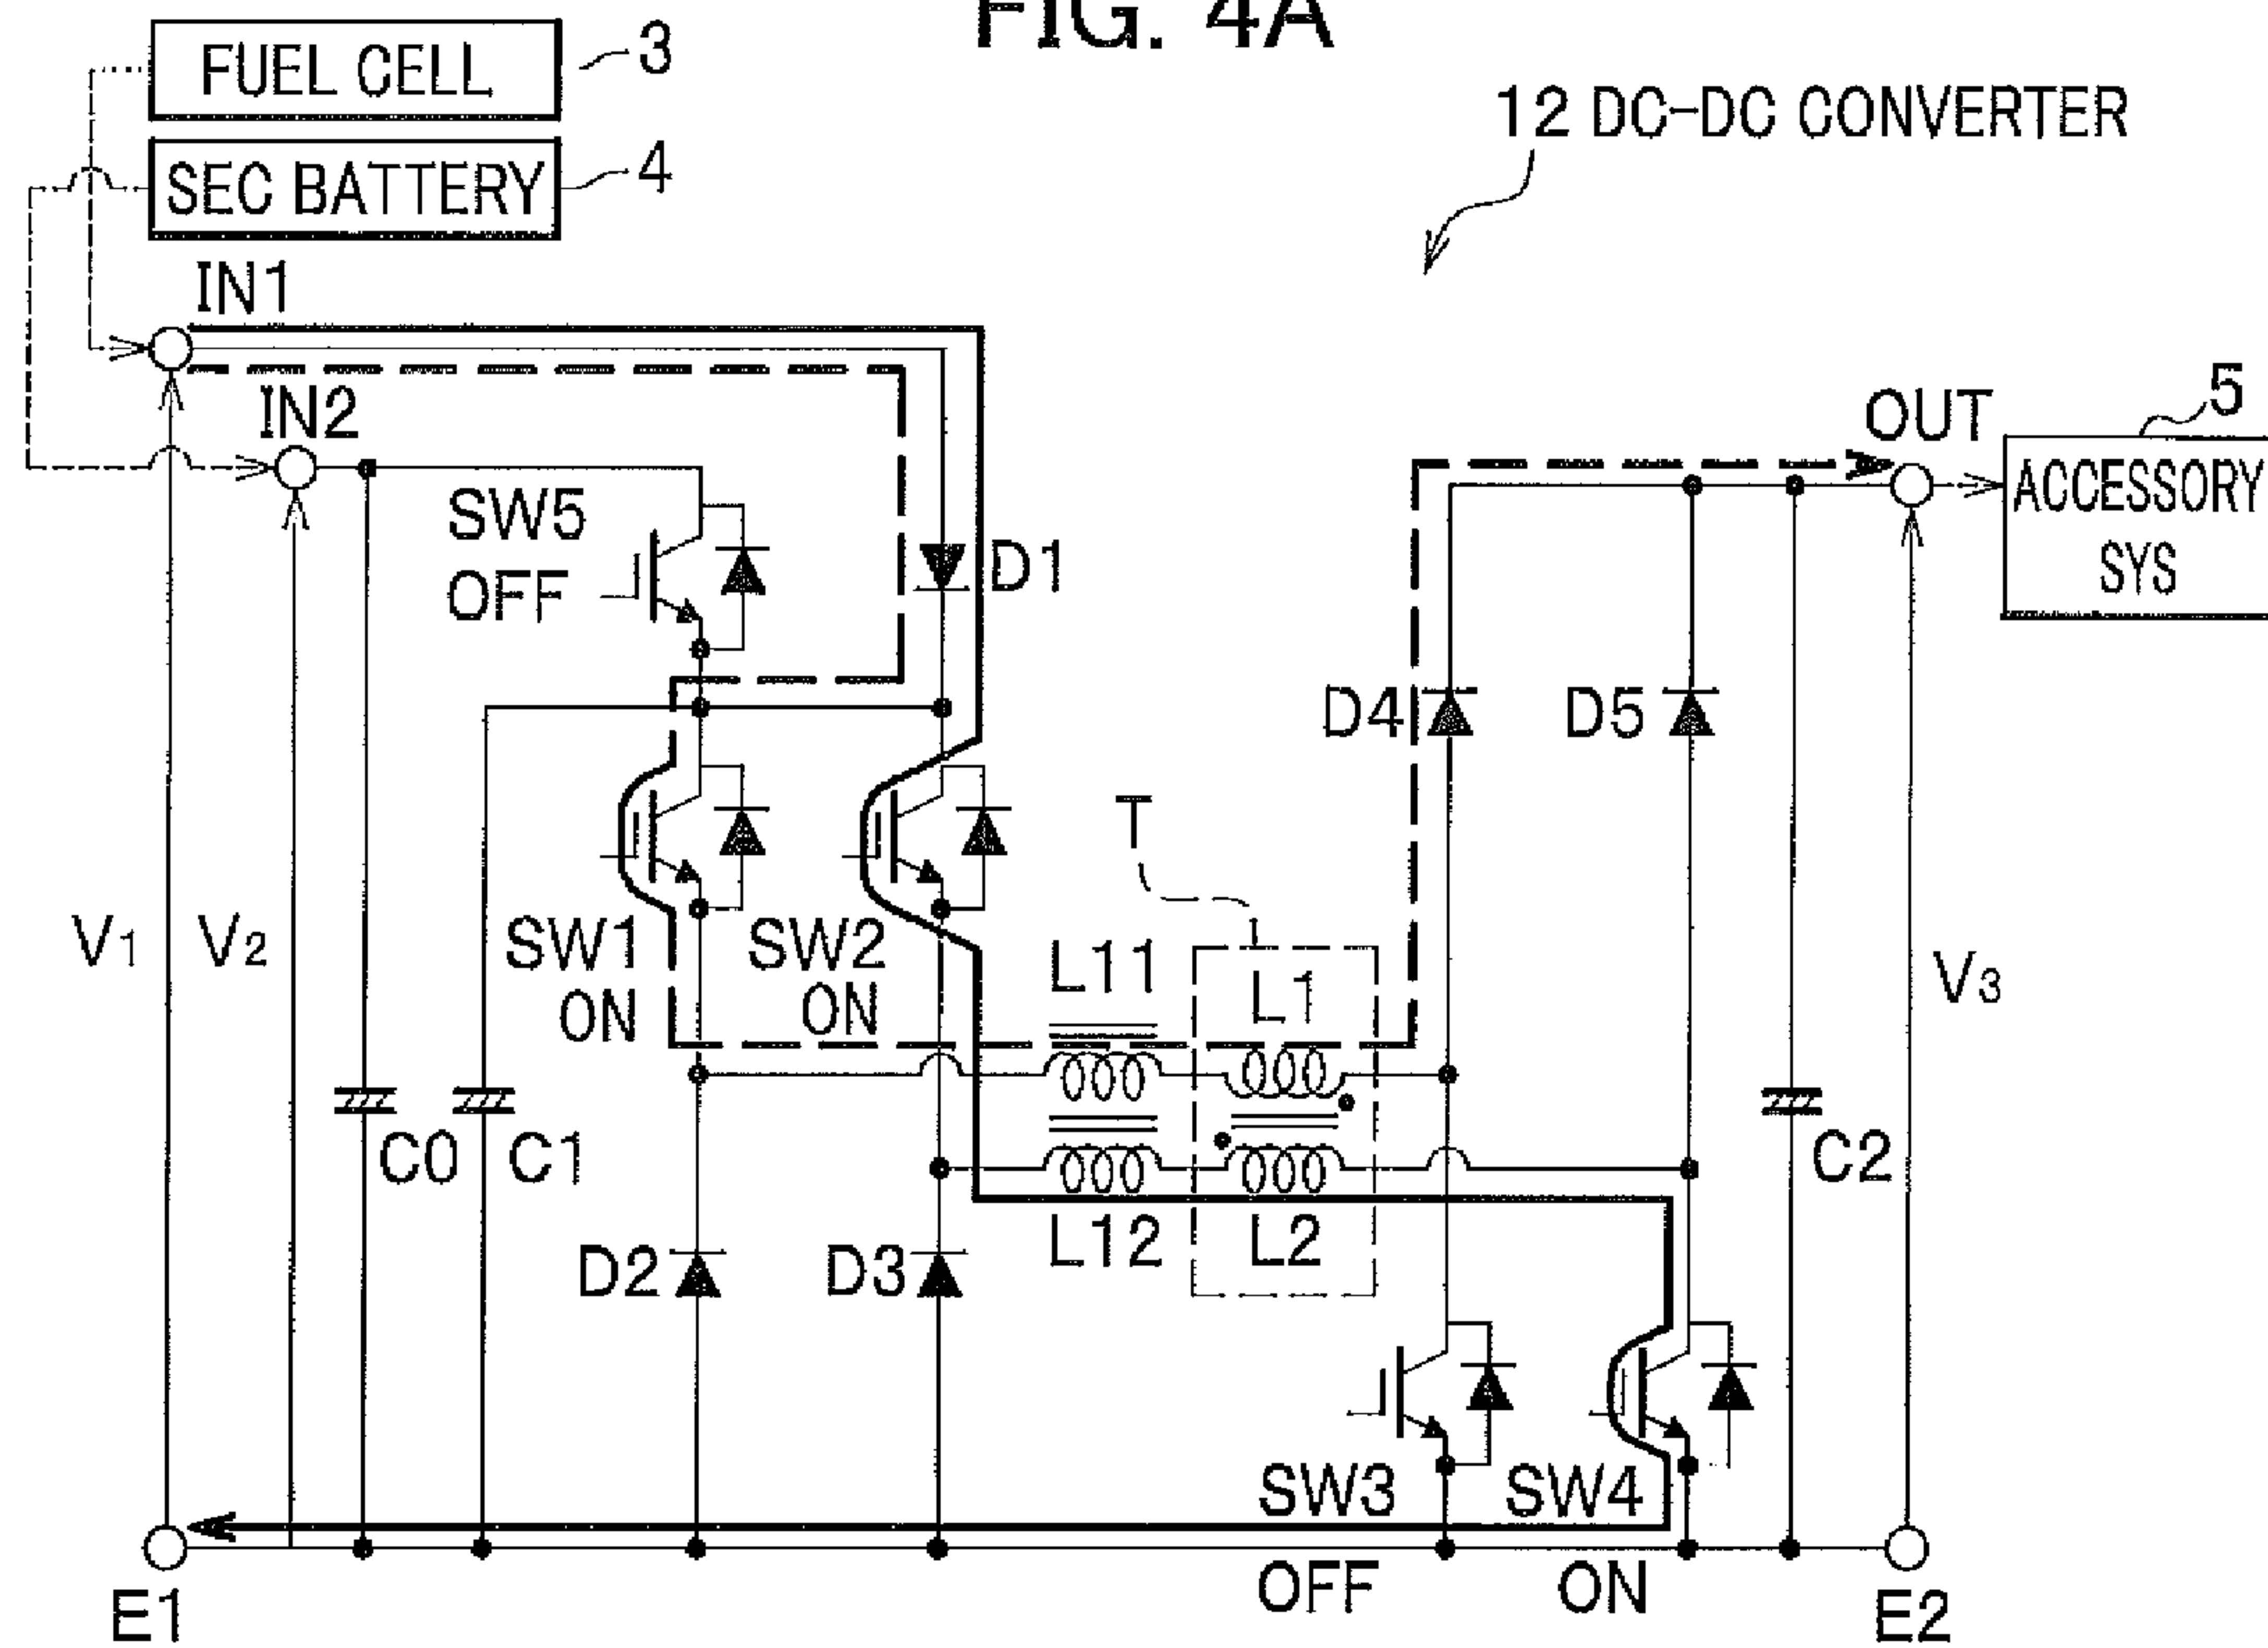 FIG. 4A
FUEL CELL
3
12 DC-DC CONVERTER
SEC BATTERY
4
IN1
IN2
OUT
5
ACCESSORY
SYS
SW5
OFF
D1
D4
D5
T
V1
V2
SW1
ON
SW2
ON
L11
L1
V3
C0
C1
C2
L12
L2
D2
D3
SW3
SW4
OFF
ON
E1
E2